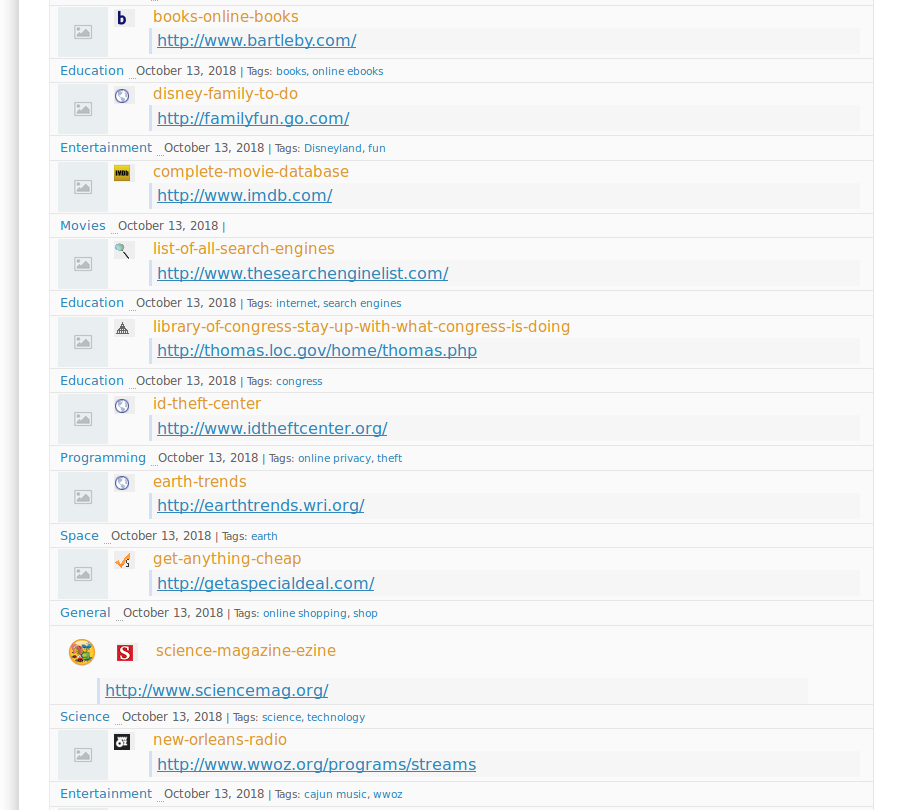 books-online-books
http://www.bartleby.com/
Education October 13, 2018 | Tags: books, online ebooks
disney-family-to-do
http://familyfun.go.com/
Entertainment October 13, 2018 | Tags: Disneyland, fun
IMDb
complete-movie-database
http://www.imdb.com/
Movies October 13, 2018 |
list-of-all-search-engines
http://www.thesearchenginelist.com/
Education October 13, 2018 | Tags: internet, search engines
library-of-congress-stay-up-with-what-congress-is-doing
http://thomas.loc.gov/home/thomas.php
Education October 13, 2018 | Tags: congress
id-theft-center
http://www.idtheftcenter.org/
Programming October 13, 2018 | Tags: online privacy, theft
earth-trends
http://earthtrends.wri.org/
Space October 13, 2018 | Tags: earth
get-anything-cheap
http://getaspecialdeal.com/
General October 13, 2018 | Tags: online shopping, shop
S science-magazine-ezine
http://www.sciencemag.org/
Science October 13, 2018 | Tags: science, technology
new-orleans-radio
http://www.wwoz.org/programs/streams
Entertainment October 13, 2018 | Tags: cajun music, wwoz